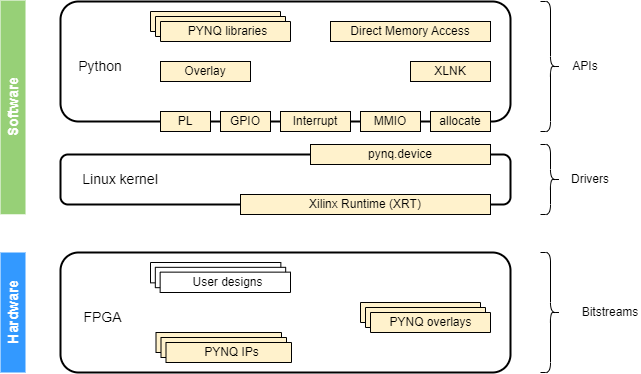 Software
PYNQ libraries
Direct Memory Access
Python
APIs
Overlay
XLNK
PL
GPIO
Interrupt
MMIO
allocate
pynq.device
Linux kernel
Drivers
Xilinx Runtime (XRT)
Hardware
User designs
FPGA
PYNQ overlays
Bitstreams
PYNQ IPs